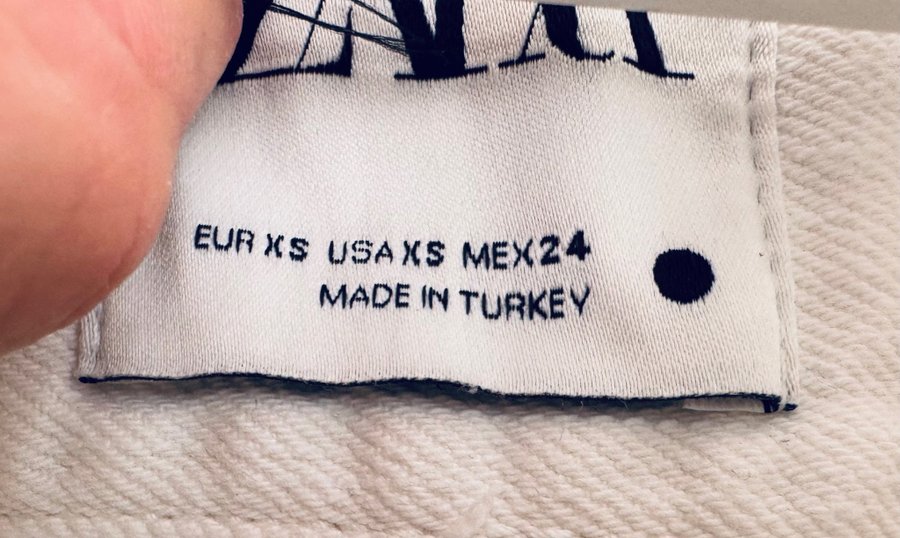 EUR XS USA XS MEX 24
MADE IN TURKEY